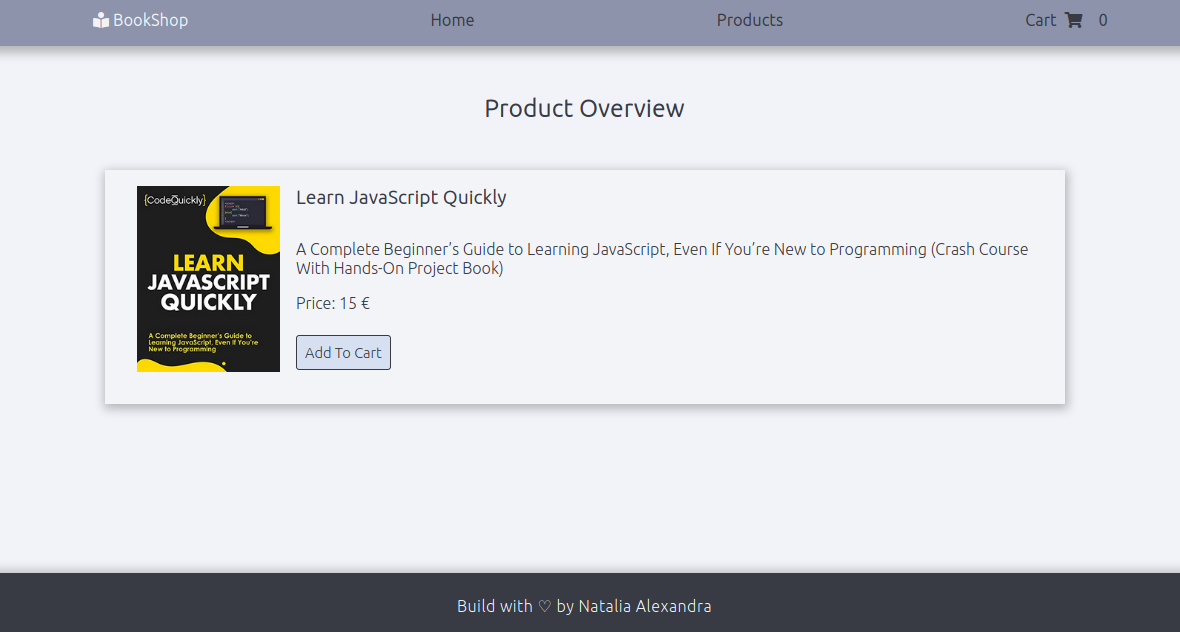 BookShop Home Products Cart 0
Product Overview
{CodeQuickly}
LEARN
JAVASCRIPT
QUICKLY
A Complete Beginner's Guide to
Learning JavaScript, Even If You're
New to Programming
Learn JavaScript Quickly
A Complete Beginner’s Guide to Learning JavaScript, Even If You’re New to Programming (Crash Course
With Hands-On Project Book)
Price: 15 €
Add To Cart
Build with ♡ by Natalia Alexandra